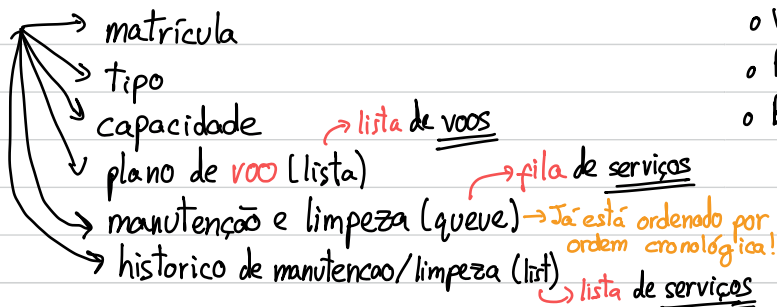 matrícula
tipo
capacidade
plano de voo (lista)
lista de voos
manutenção e limpeza (queue)
fila de serviços
Já está ordenado por
ordem cronológica!
historico de manutencao/limpeza (list)
lista de serviços